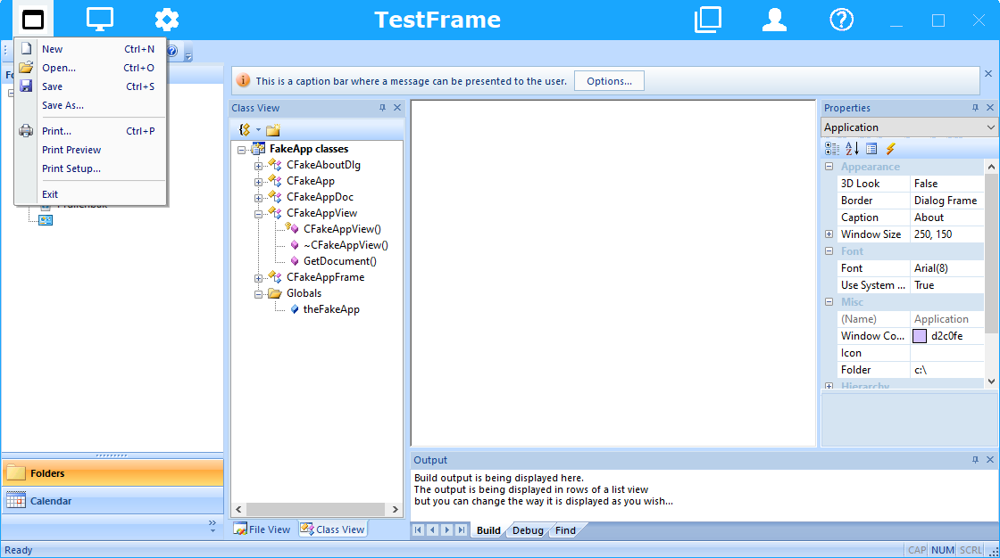 TestFrame
New Ctrl+N
Open... Ctrl+O
Save Ctrl+S
Save As...
Print... Ctrl+P
Print Preview
Print Setup...
Exit
This is a caption bar where a message can be presented to the user. Options...
Class View
FakeApp classes
CFakeAboutDlg
CFakeApp
CFakeAppDoc
CFakeAppView
CFakeAppView()
~CFakeAppView()
GetDocument()
CFakeAppFrame
Globals
theFakeApp
File View Class View
Properties
Application
Appearance
3D Look False
Border Dialog Frame
Caption About
Window Size 250, 150
Font
Font Arial(8)
Use System ... True
Misc
(Name) Application
Window Co... d2c0fe
Icon
Folder c:\
Hierarchy
Folders
Calendar
Output
Build output is being displayed here.
The output is being displayed in rows of a list view
but you can change the way it is displayed as you wish...
Build Debug Find
Ready CAP NUM SCRL